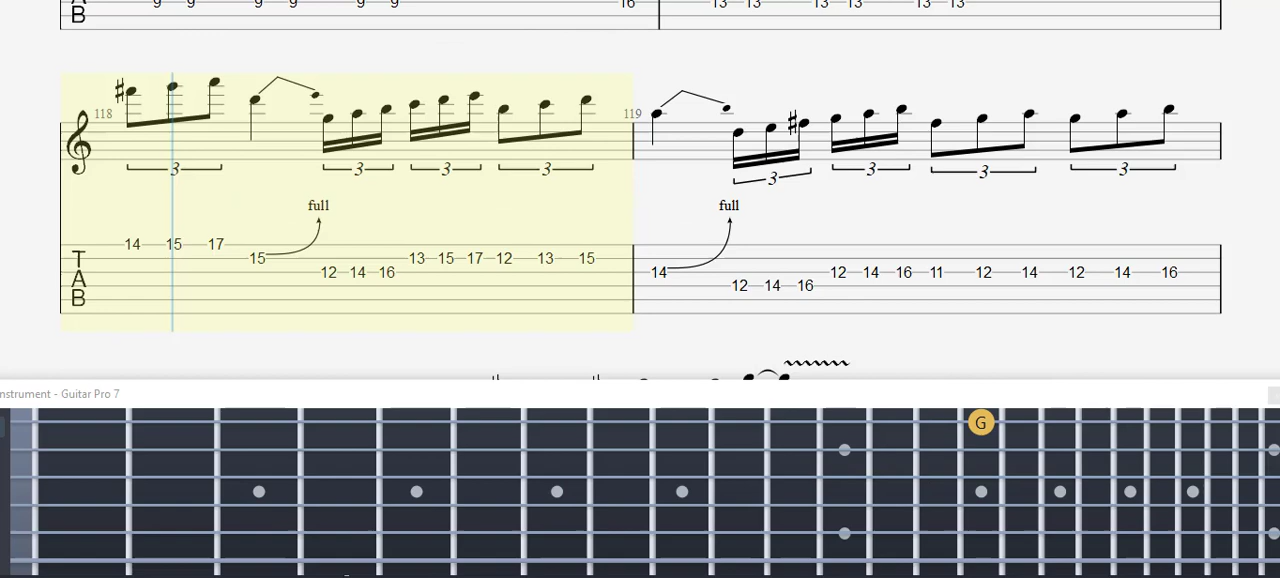 9 9 9 9 9 9 16 13 13 13 13 13 13
B
118 119
3 3 3 3 3 3 3 3
full full
14 15 17
T 15 13 15 17 12 13 15
A 12 14 16 14 12 14 16 11 12 14 12 14 16
12 14 16
B
nstrument - Guitar Pro 7
G